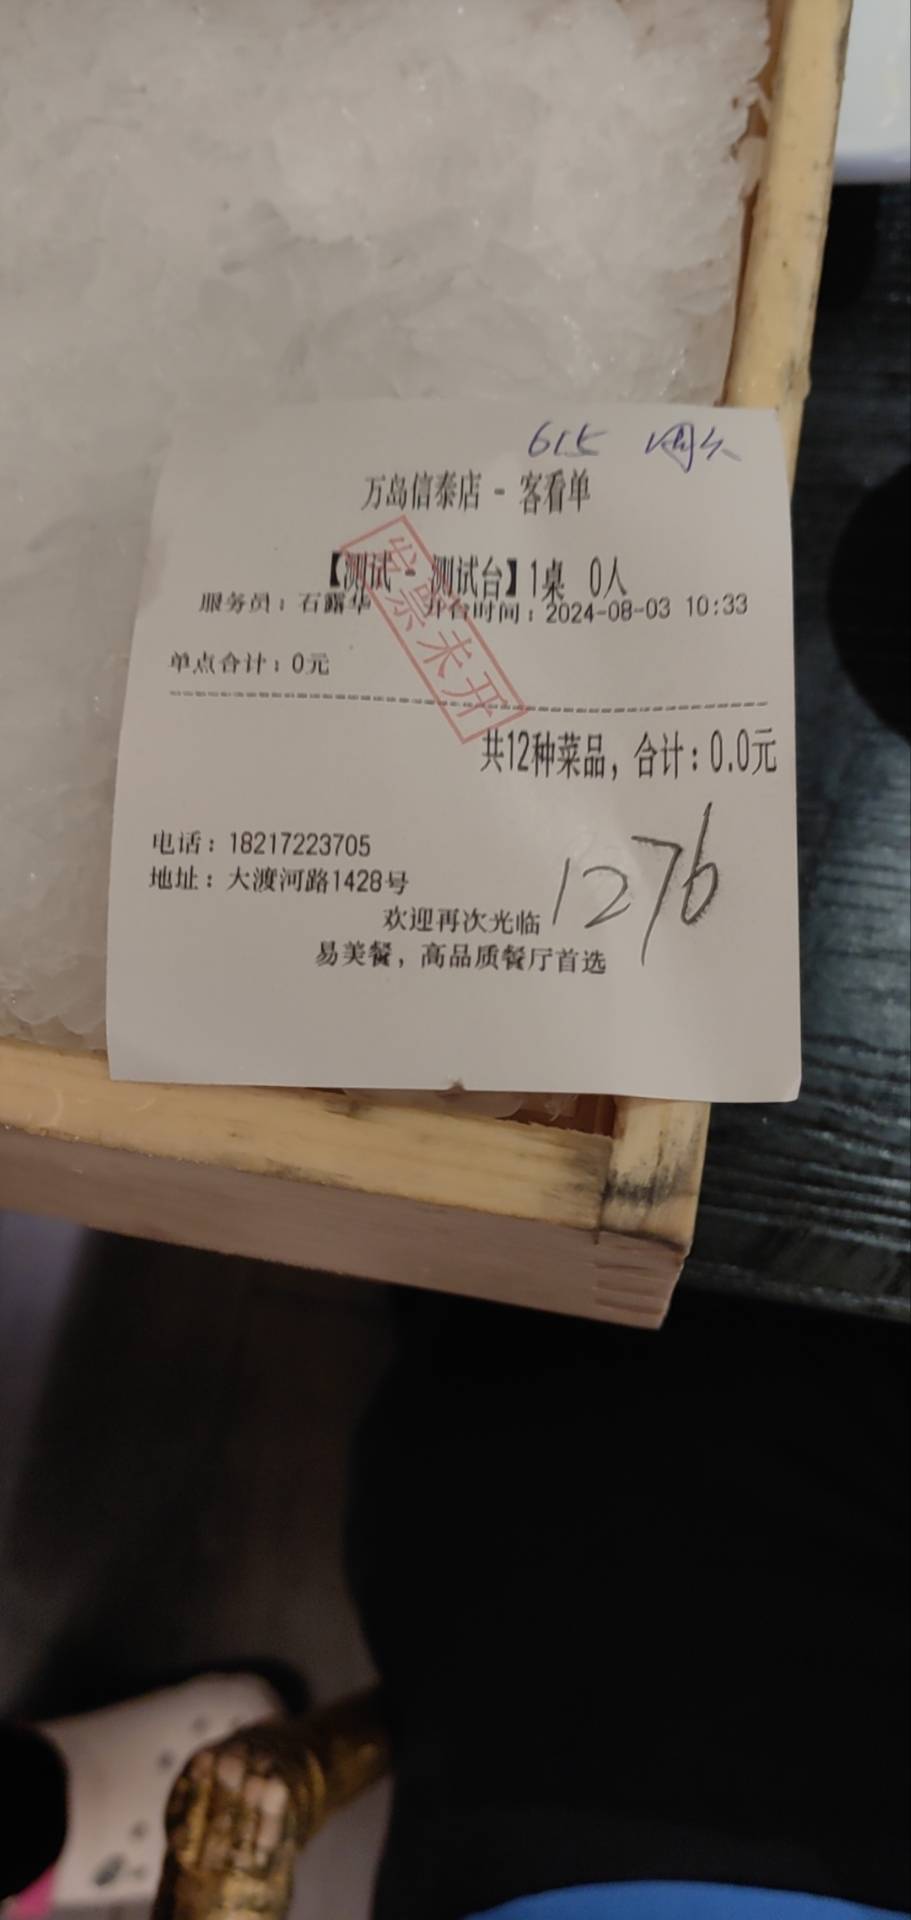 615
万岛信泰店 - 客看单
【测试 - 测试台】1桌 0人
服务员：石露华 开台时间：2024-08-03 10:33
发票未开
单点合计：0元
共12种菜品，合计：0.0元
电话：18217223705
地址：大渡河路1428号
1276
欢迎再次光临
易美餐，高品质餐厅首选